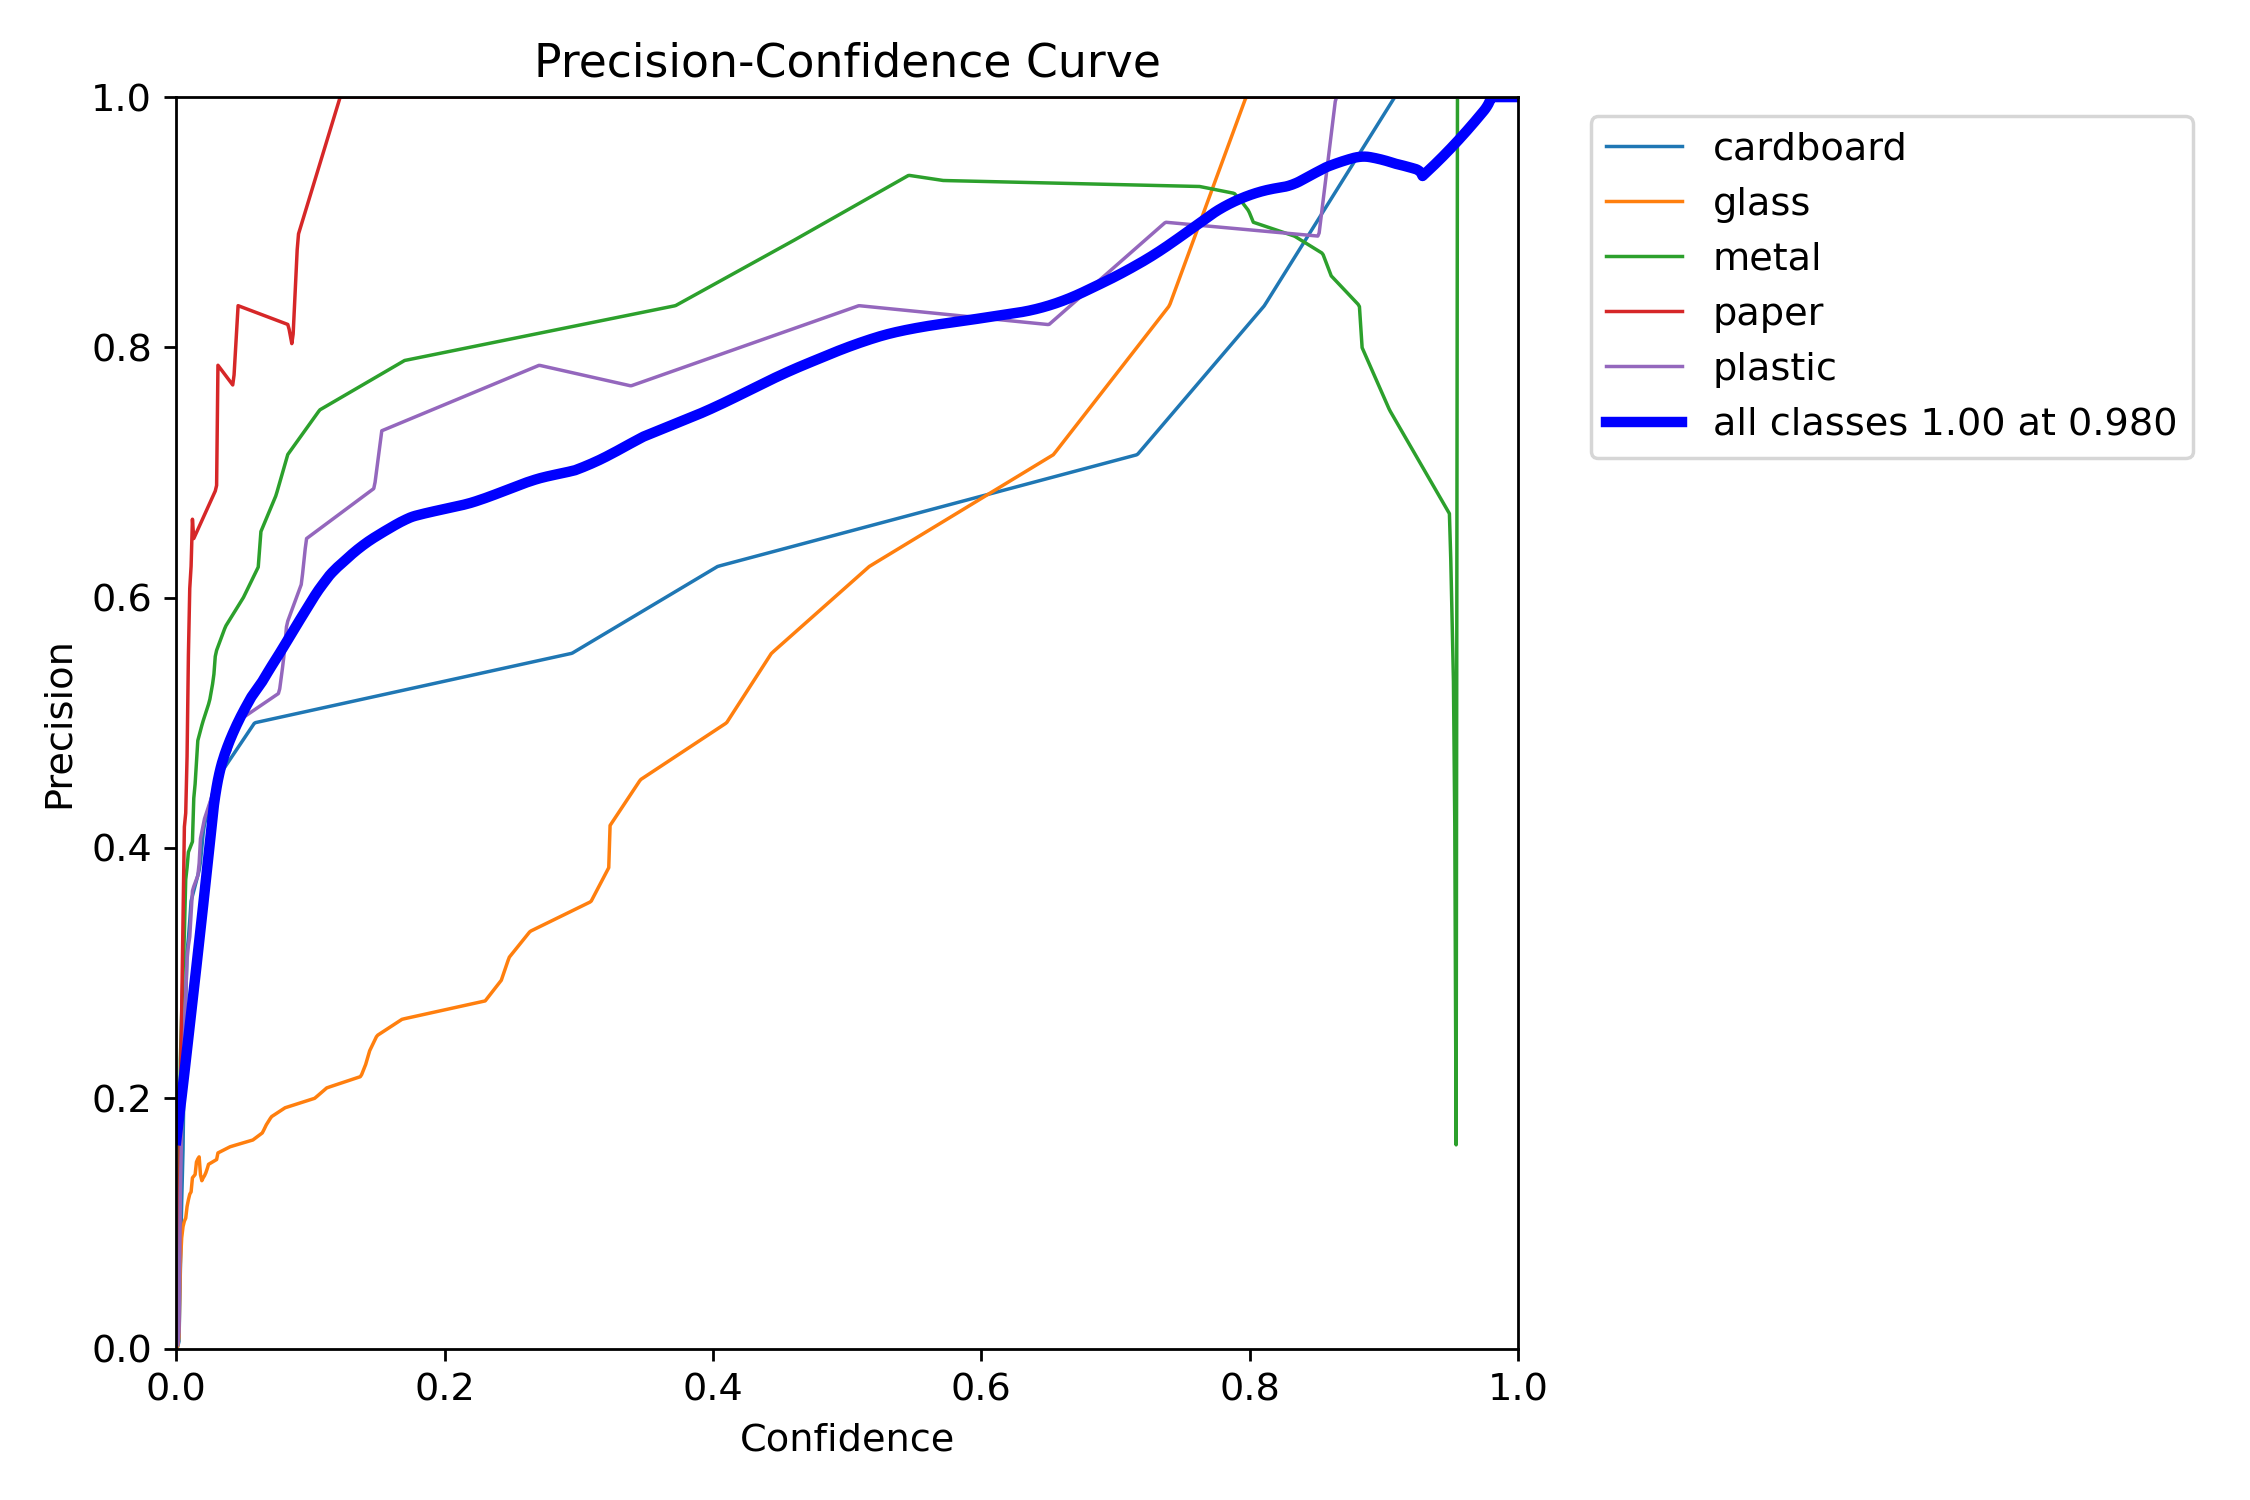 Precision-Confidence Curve
1.0
0.8
0.6
0.4
0.2
0.0
Precision
0.0 0.2 0.4 0.6 0.8 1.0
Confidence
cardboard
glass
metal
paper
plastic
all classes 1.00 at 0.980